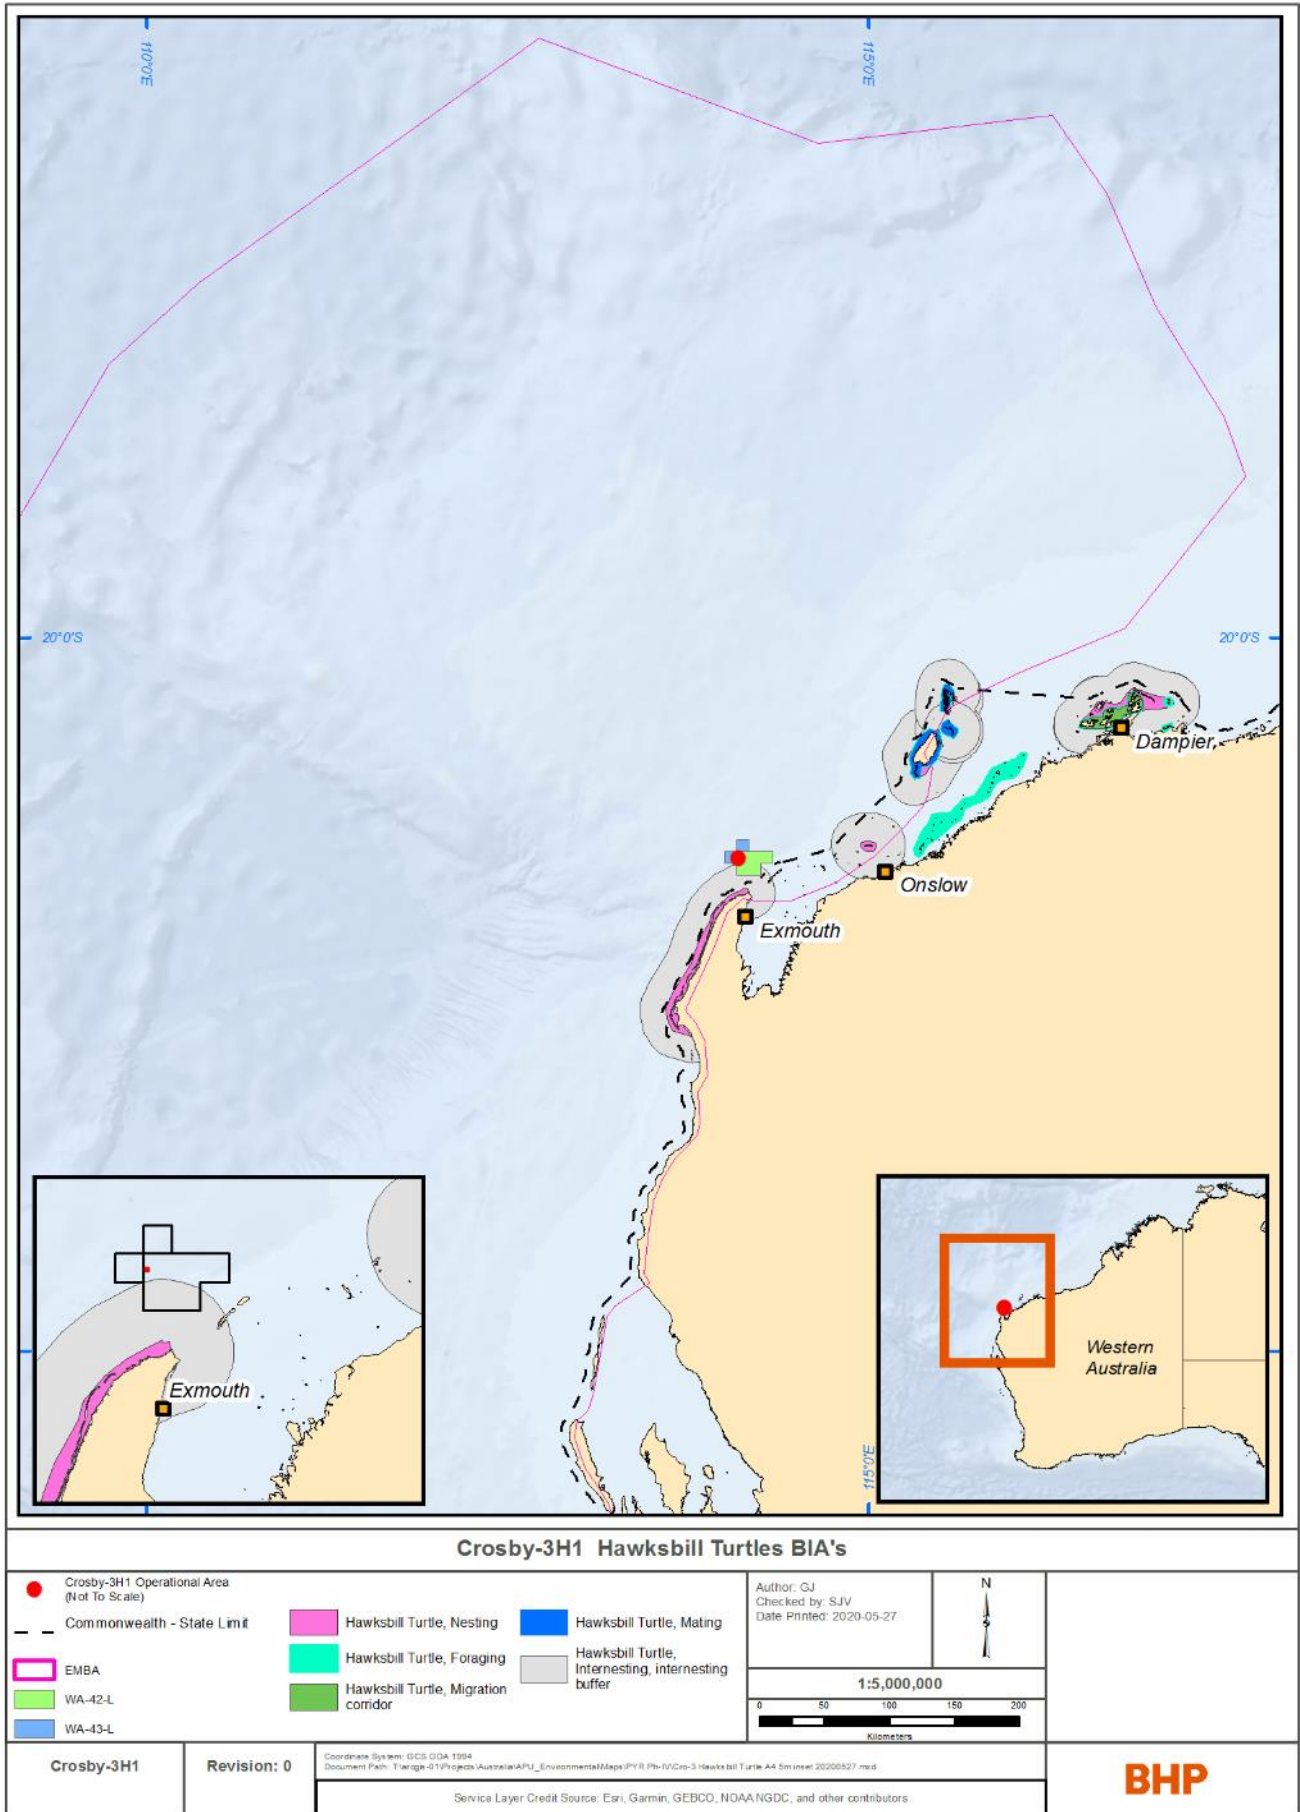 110°0'E
115°0'E
20°0'S
20°0'S
Dampier
Onslow
Exmouth
Exmouth
115°0'E
Western
Australia
Crosby-3H1 Hawksbill Turtles BIA's
Crosby-3H1 Operational Area
(Not To Scale)
Commonwealth - State Limit
EMBA
WA-42-L
WA-43-L
Hawksbill Turtle, Nesting
Hawksbill Turtle, Foraging
Hawksbill Turtle, Migration
corridor
Hawksbill Turtle, Mating
Hawksbill Turtle,
Internesting, internesting
buffer
Author: GJ
Checked by: SJV
Date Printed: 2020-05-27
N
1:5,000,000
0 50 100 150 200
Kilometers
Crosby-3H1
Revision: 0
Coordinate System: GCS GDA 1994
Document Path:
Service Layer Credit Source: Esri, Garmin, GEBCO, NOAA NGDC, and other contributors
BHP